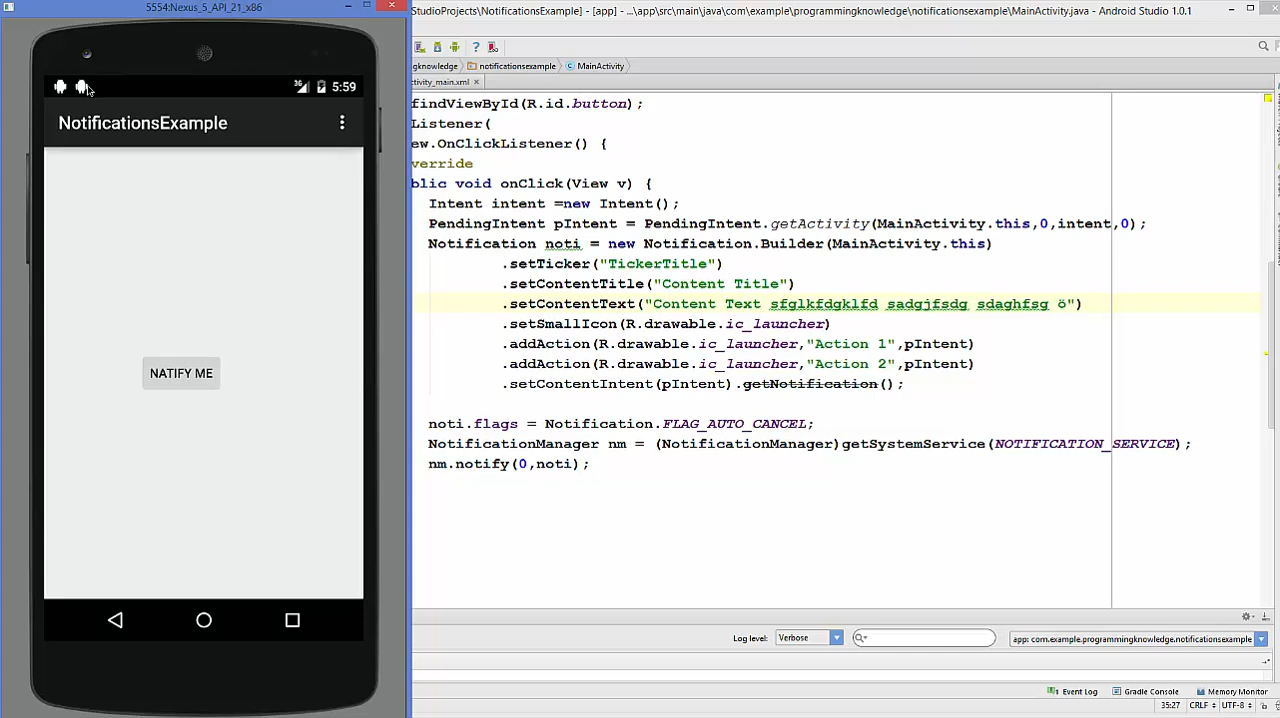 5554:Nexus_5_API_21_x86
StudioProjects\NotificationsExample] - [app] - ...\app\src\main\java\com\example\programmingknowledge\notificationsexample\MainActivity.java - Android Studio 1.0.1
3G 5:59
NotificationsExample
NATIFY ME
gknowledge notificationsexample MainActivity
ctivity_main.xml
findViewById(R.id.button);
Listener(
ew.OnClickListener() {
verride
blic void onClick(View v) {
Intent intent =new Intent();
PendingIntent pIntent = PendingIntent.getActivity(MainActivity.this,0,intent,0);
Notification noti = new Notification.Builder(MainActivity.this)
.setTicker("TickerTitle")
.setContentTitle("Content Title")
.setContentText("Content Text sfglkfdgklfd sadgjfsdg sdaghfsg ö")
.setSmallIcon(R.drawable.ic_launcher)
.addAction(R.drawable.ic_launcher,"Action 1",pIntent)
.addAction(R.drawable.ic_launcher,"Action 2",pIntent)
.setContentIntent(pIntent).getNotification();
noti.flags = Notification.FLAG_AUTO_CANCEL;
NotificationManager nm = (NotificationManager)getSystemService(NOTIFICATION_SERVICE);
nm.notify(0,noti);
Log level: Verbose app: com.example.programmingknowledge.notificationsexample
Event Log Gradle Console Memory Monitor
35:27 CRLF UTF-8